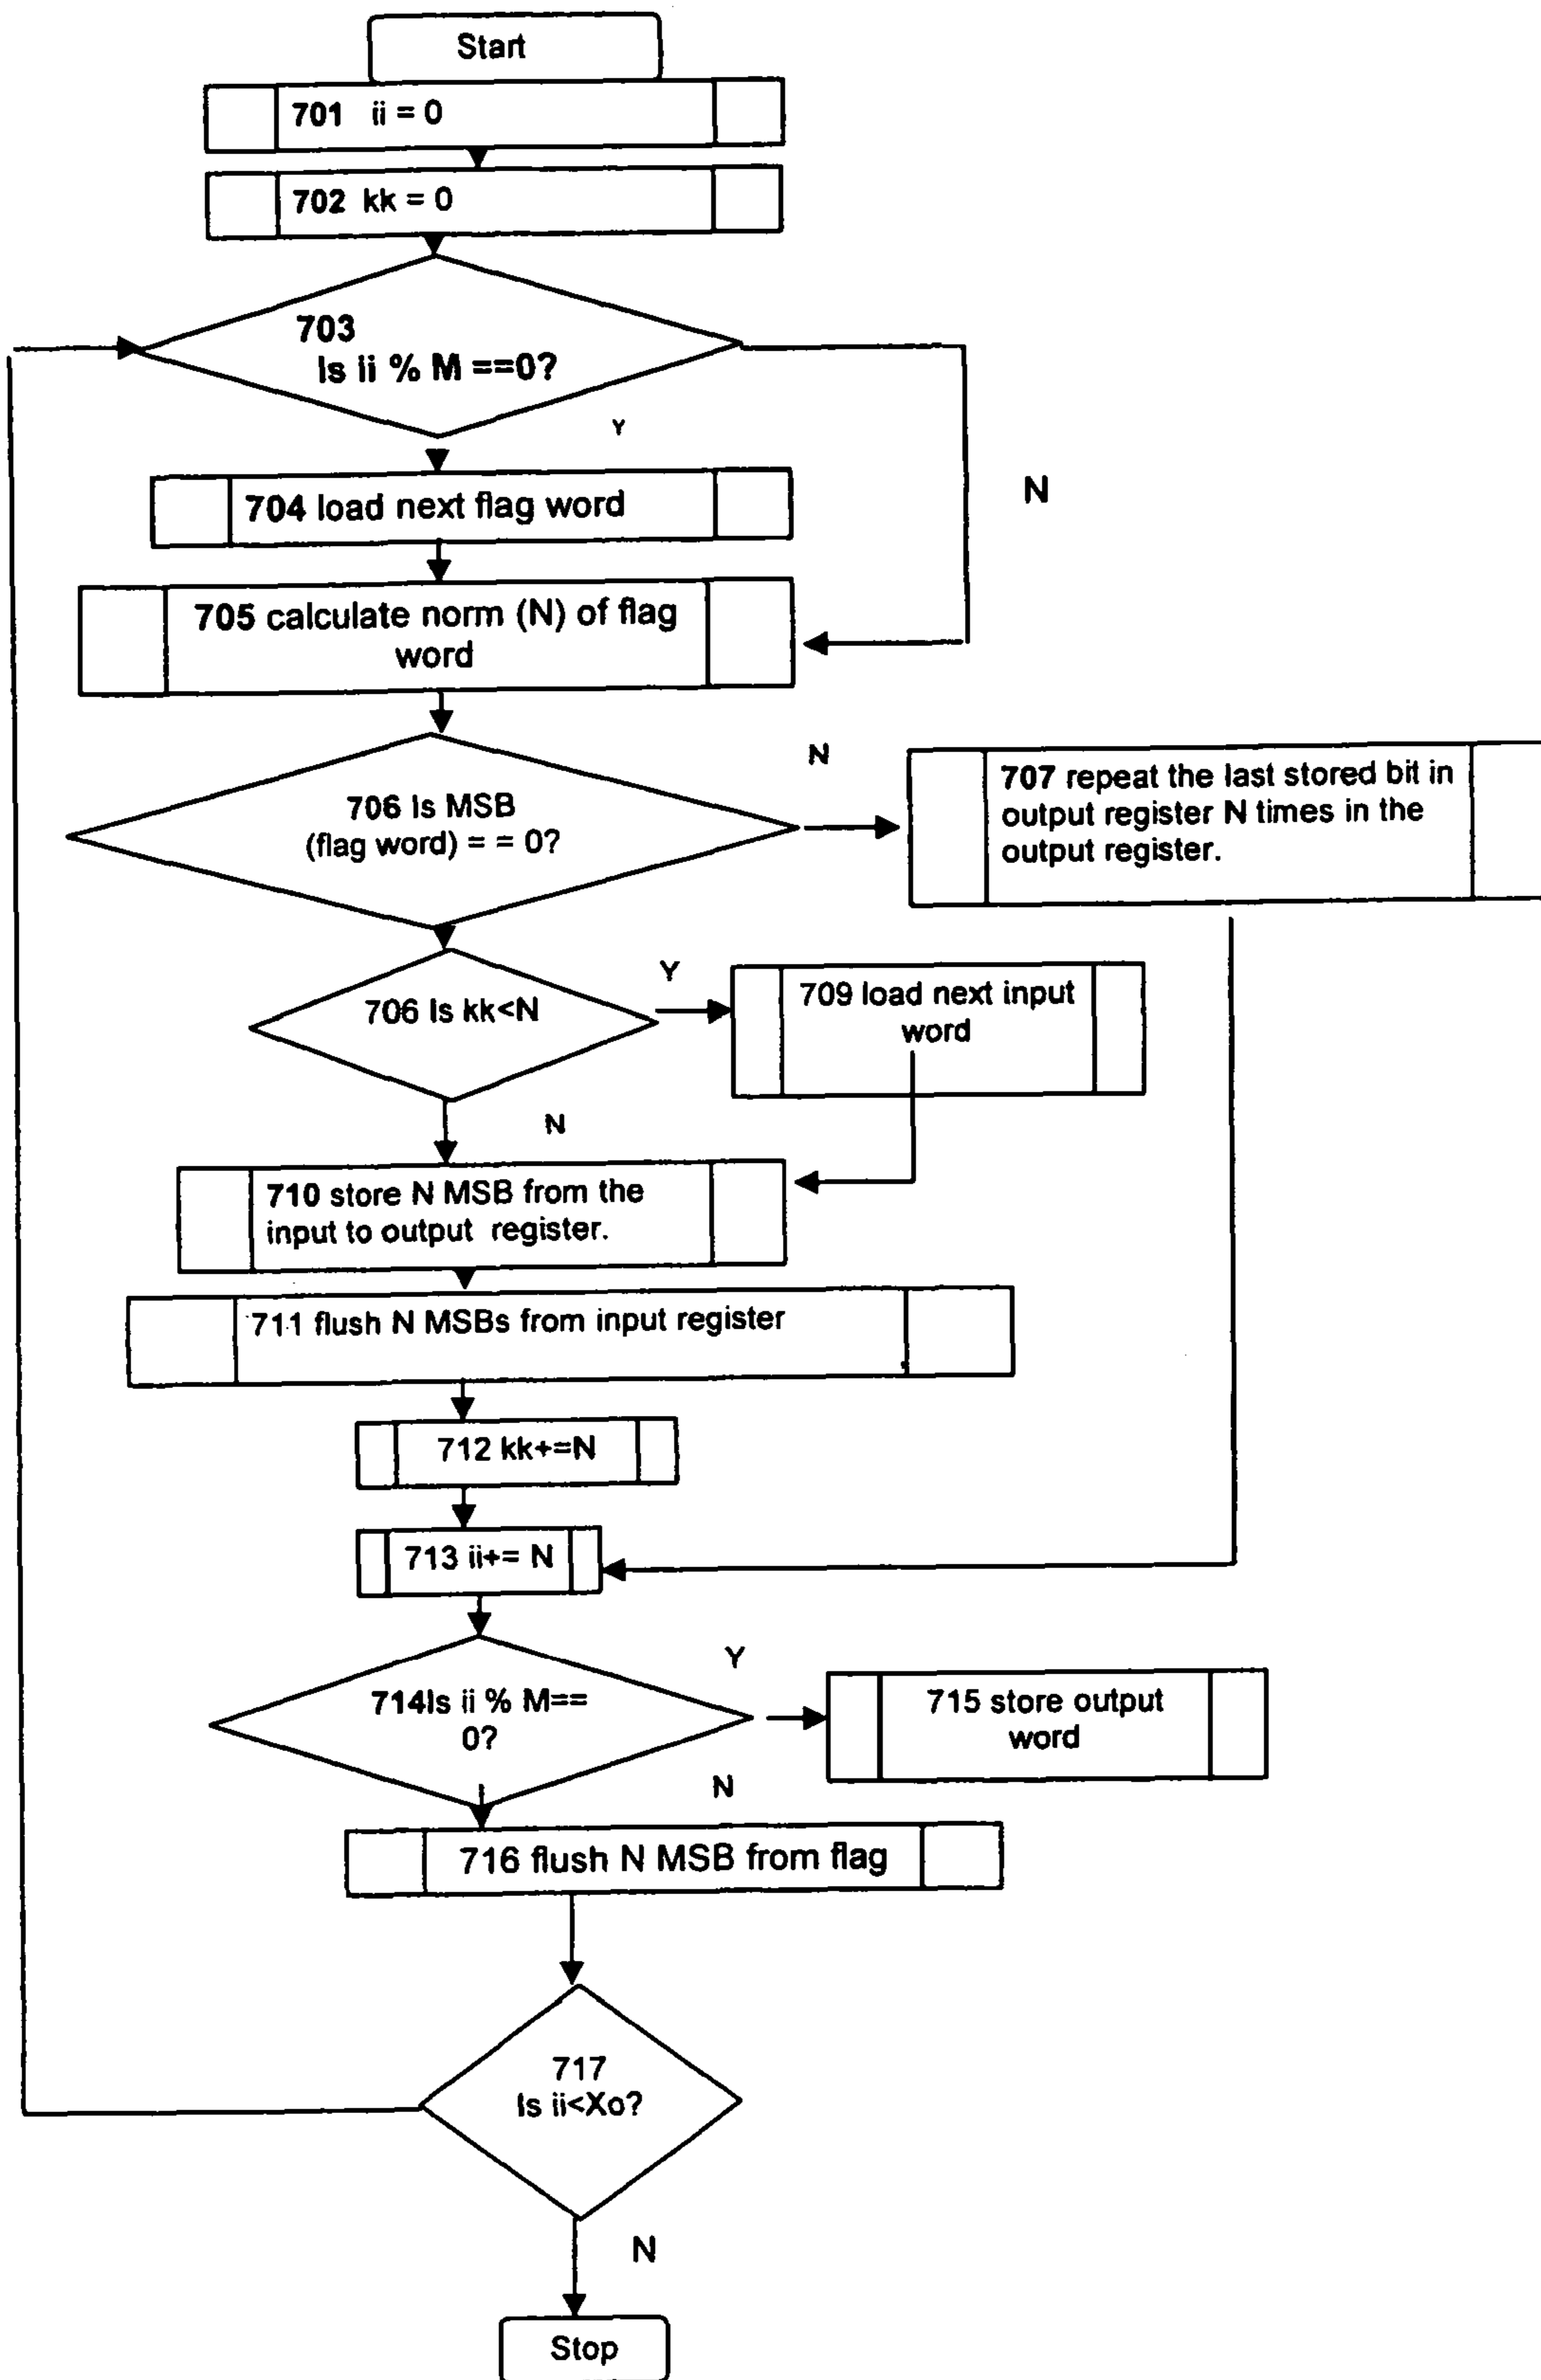 Start
701 ii = 0
702 kk = 0
703
Is ii % M ==0?
Y
N
704 load next flag word
705 calculate norm (N) of flag
word
706 Is MSB
(flag word) = = 0?
N
707 repeat the last stored bit in
output register N times in the
output register.
706 Is kk<N
Y
709 load next input
word
N
710 store N MSB from the
input to output register.
711 flush N MSBs from input register
712 kk+=N
713 ii+= N
714Is ii % M==
0?
Y
715 store output
word
N
716 flush N MSB from flag
717
Is ii<Xo?
N
Stop